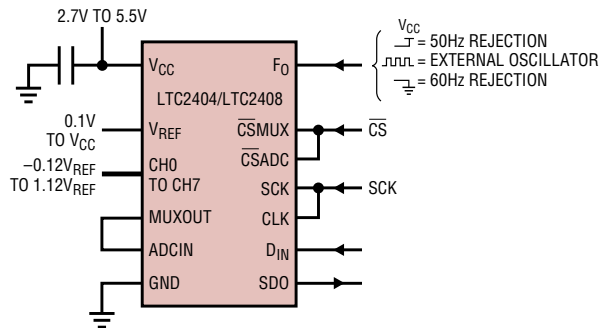 2.7V TO 5.5V
VCC
LTC2404/LTC2408
0.1V
TO VCC
VREF
–0.12VREF
TO 1.12VREF
CH0
TO CH7
MUXOUT
ADCIN
GND
FO
CSMUX
CSADC
SCK
CLK
DIN
SDO
VCC
= 50Hz REJECTION
= EXTERNAL OSCILLATOR
= 60Hz REJECTION
CS
SCK